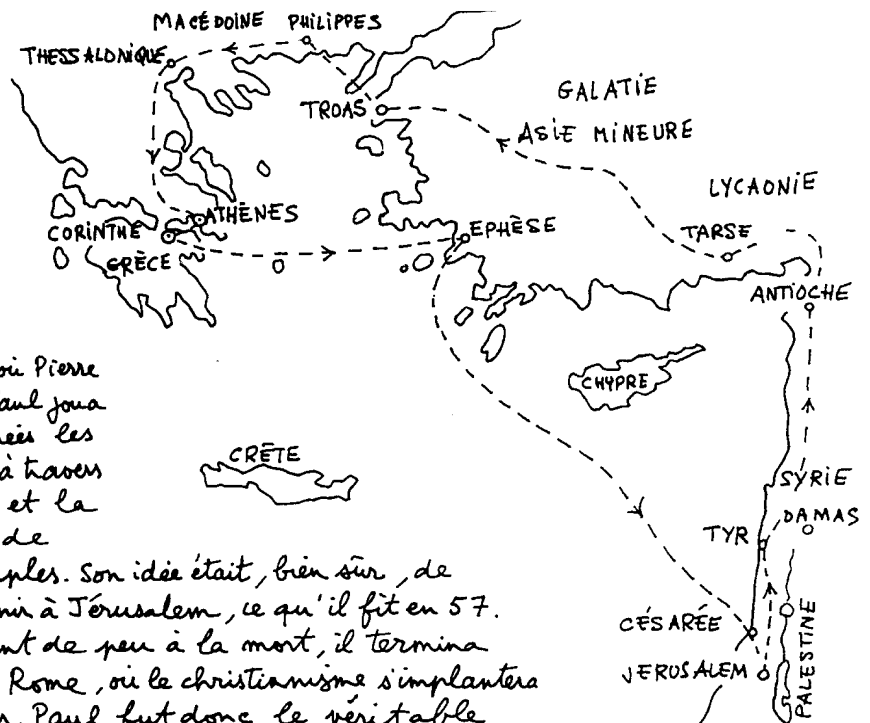 MACÉDOINE PHILIPPES
THESSALONIQUE
TROAS
GALATIE
ASIE MINEURE
LYCAONIE
ATHÈNES
CORINTHE
GRÈCE
EPHÈSE
TARSE
ANTIOCHE
CHYPRE
CRÊTE
SYRIE
DAMAS
TYR
CÉSARÉE
JERUSALEM
PALESTINE
où Pierre
aul joua
les
à travers
et la
de
ples. Son idée était, bien sûr, de
nir à Jérusalem, ce qu'il fit en 57.
nt de peu à la mort, il termina
Rome, où le christianisme s'implantera
Paul fut donc le véritable